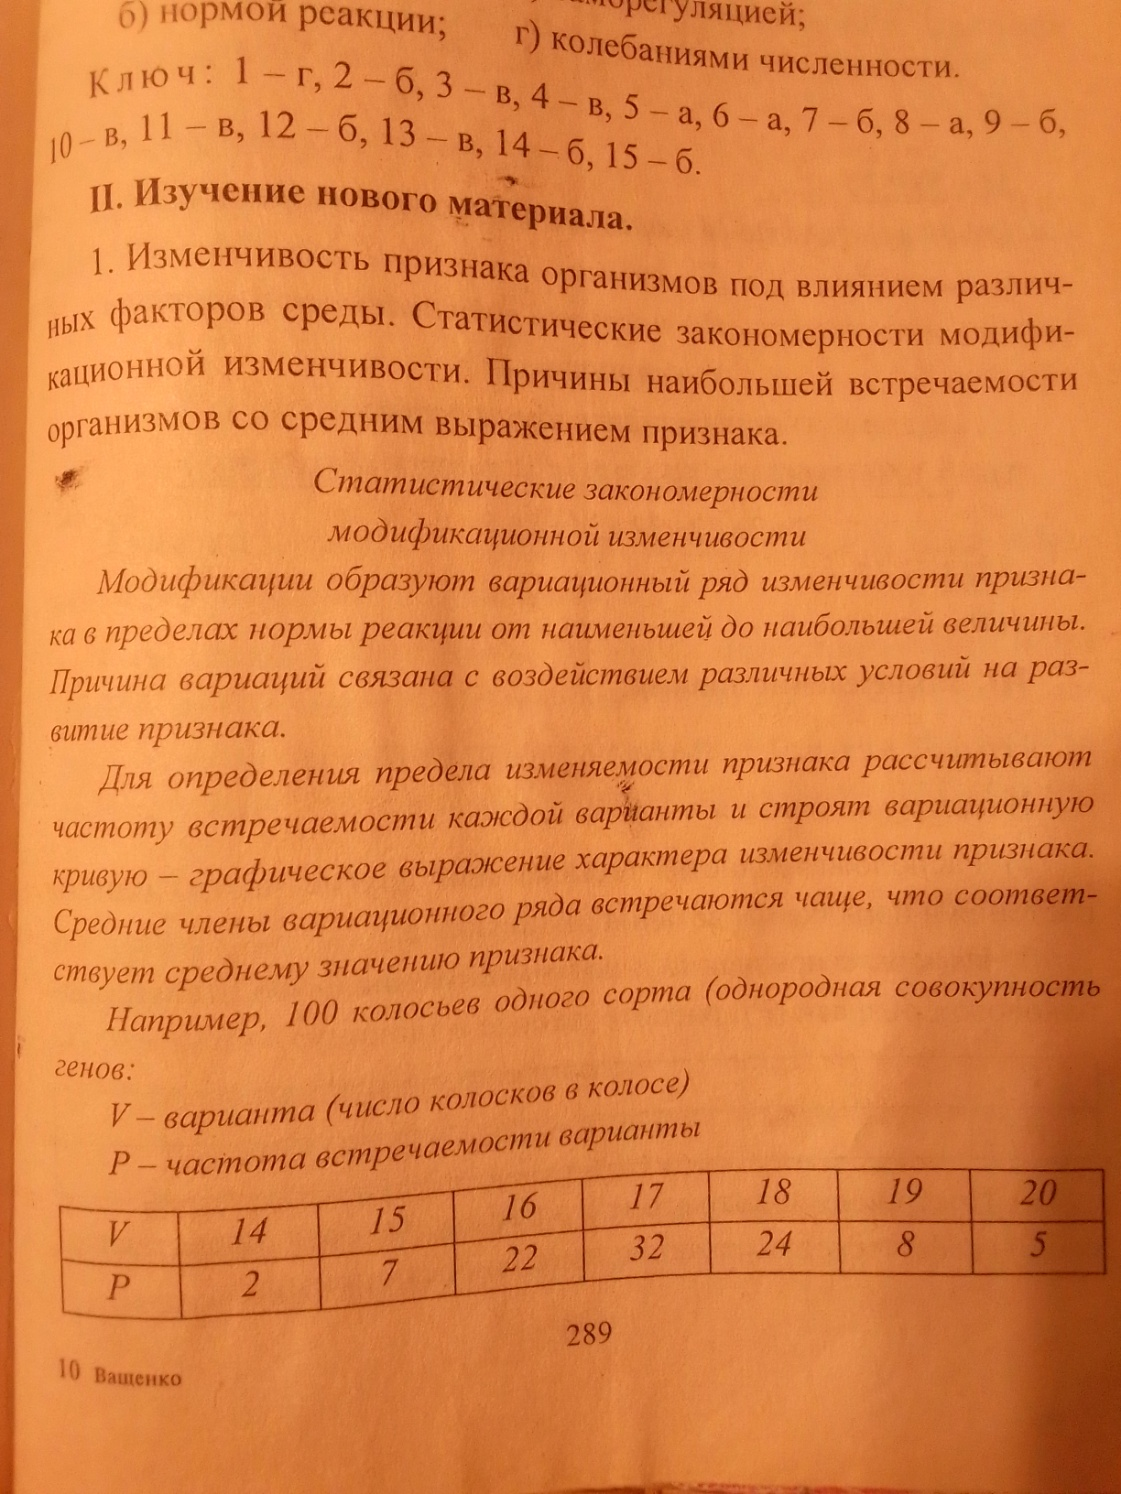 б) нормой реакции;
г) колебаниями численности.
Ключ: 1 – г, 2 – б, 3 – в, 4 – в, 5 – а, 6 – а, 7 – б, 8 – а, 9 – б,
10 – в, 11 – в, 12 – б, 13 – в, 14 – б, 15 – б.
II. Изучение нового материала.
1. Изменчивость признака организмов под влиянием различ-
ных факторов среды. Статистические закономерности модифи-
кационной изменчивости. Причины наибольшей встречаемости
организмов со средним выражением признака.
Статистические закономерности
модификационной изменчивости
Модификации образуют вариационный ряд изменчивости призна-
ка в пределах нормы реакции от наименьшей до наибольшей величины.
Причина вариаций связана с воздействием различных условий на раз-
витие признака.
Для определения предела изменяемости признака рассчитывают
частоту встречаемости каждой варианты и строят вариационную
кривую – графическое выражение характера изменчивости признака.
Средние члены вариационного ряда встречаются чаще, что соответ-
ствует среднему значению признака.
Например, 100 колосьев одного сорта (однородная совокупность
генов:
V – варианта (число колосков в колосе)
P – частота встречаемости варианты
V 14 15 16 17 18 19 20
P 2 7 22 32 24 8 5
289
10 Ващенко